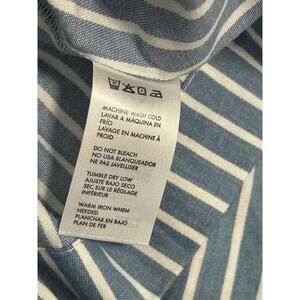 MACHINE WASH COLD
LAVAR A MAQUINA EN
FRÍO
LAVAGE EN MACHINE À
FROID
DO NOT BLEACH
NO USA BLANQUEADOR
NE PAS JAVELLISER
TUMBLE DRY LOW
AJUSTE BAJO SECO
SEC SUR LE RÉGLAGE
INFÉRIEUR
WARM IRON WHEN
NEEDED
PLANCHAR EN BAJO
PLAN DE FER